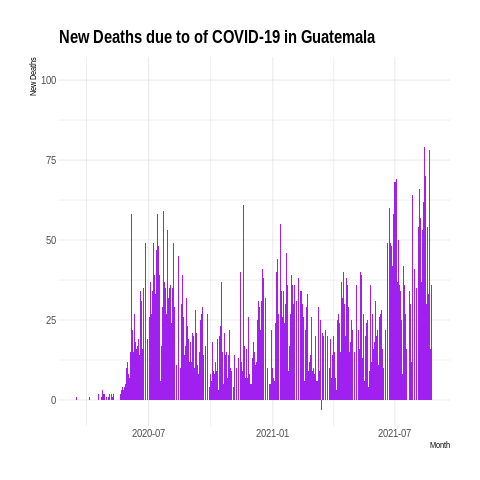 New Deaths due to of COVID-19 in Guatemala
New Deaths
100
75
50
25
0
2020-07
2021-01
2021-07
Month